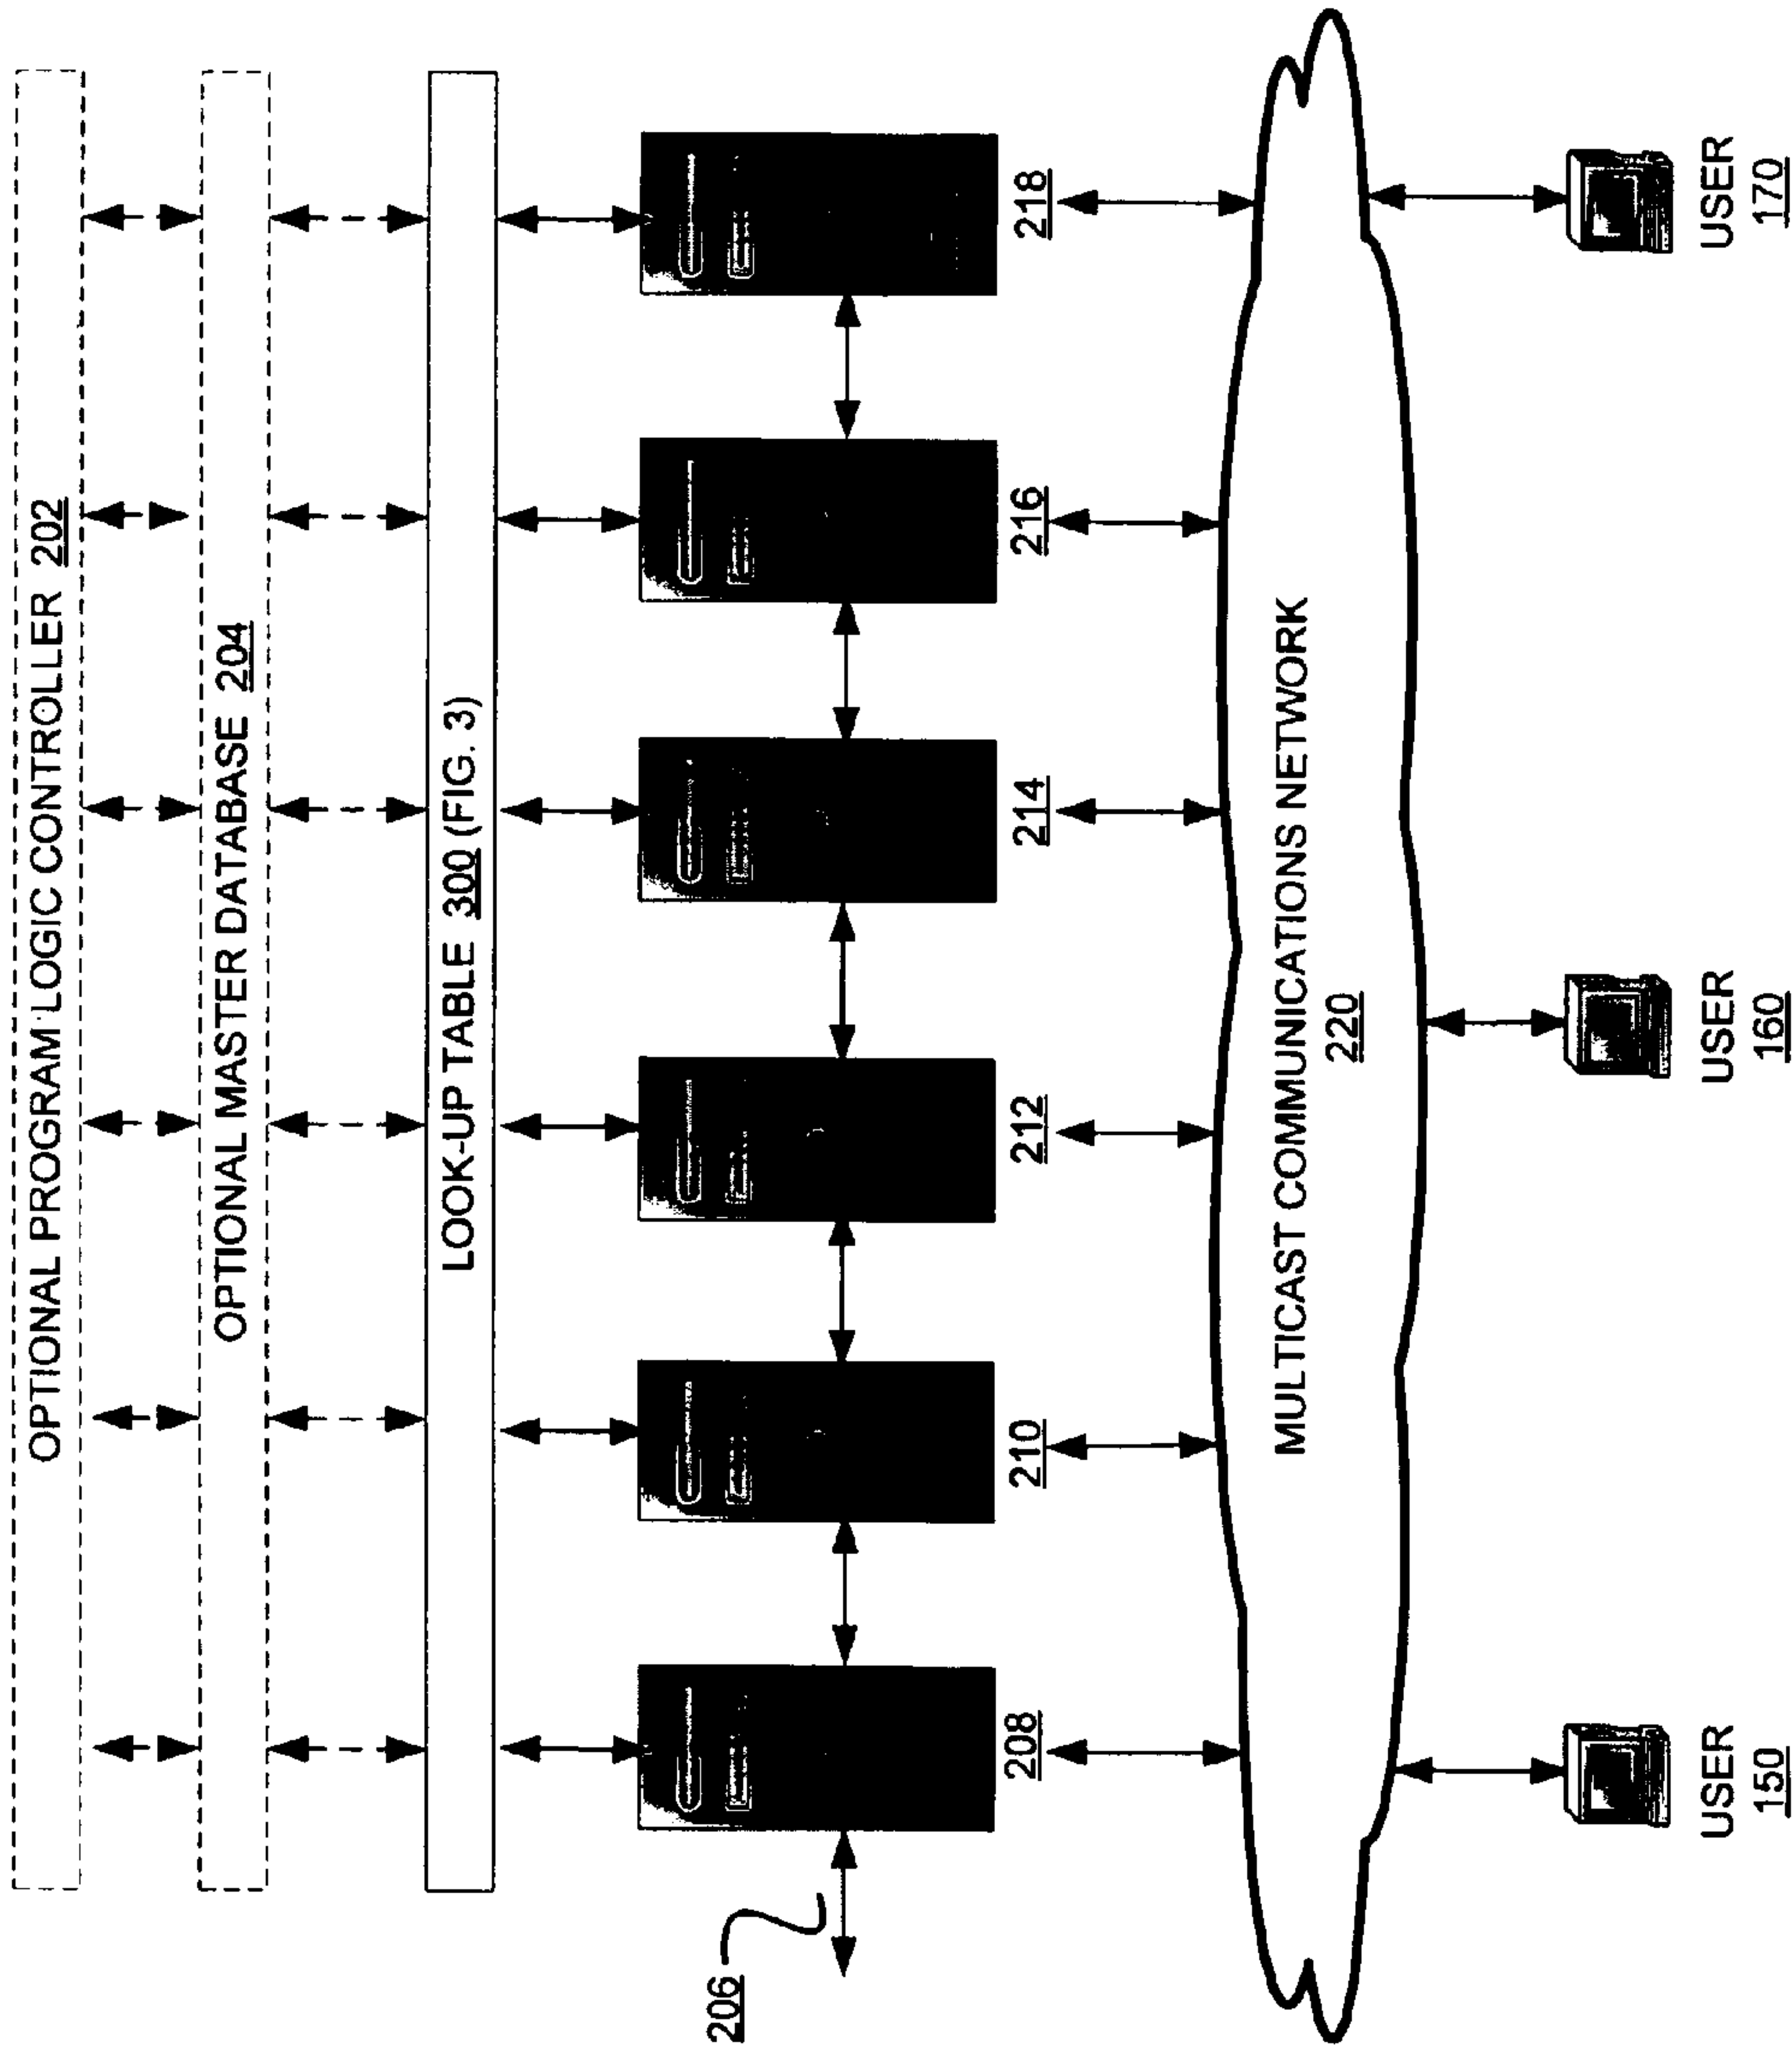 OPTIONAL PROGRAM LOGIC CONTROLLER 202
OPTIONAL MASTER DATABASE 204
LOOK-UP TABLE 300 (FIG. 3)
206
208
210
212
214
216
218
MULTICAST COMMUNICATIONS NETWORK
220
USER
150
USER
160
USER
170